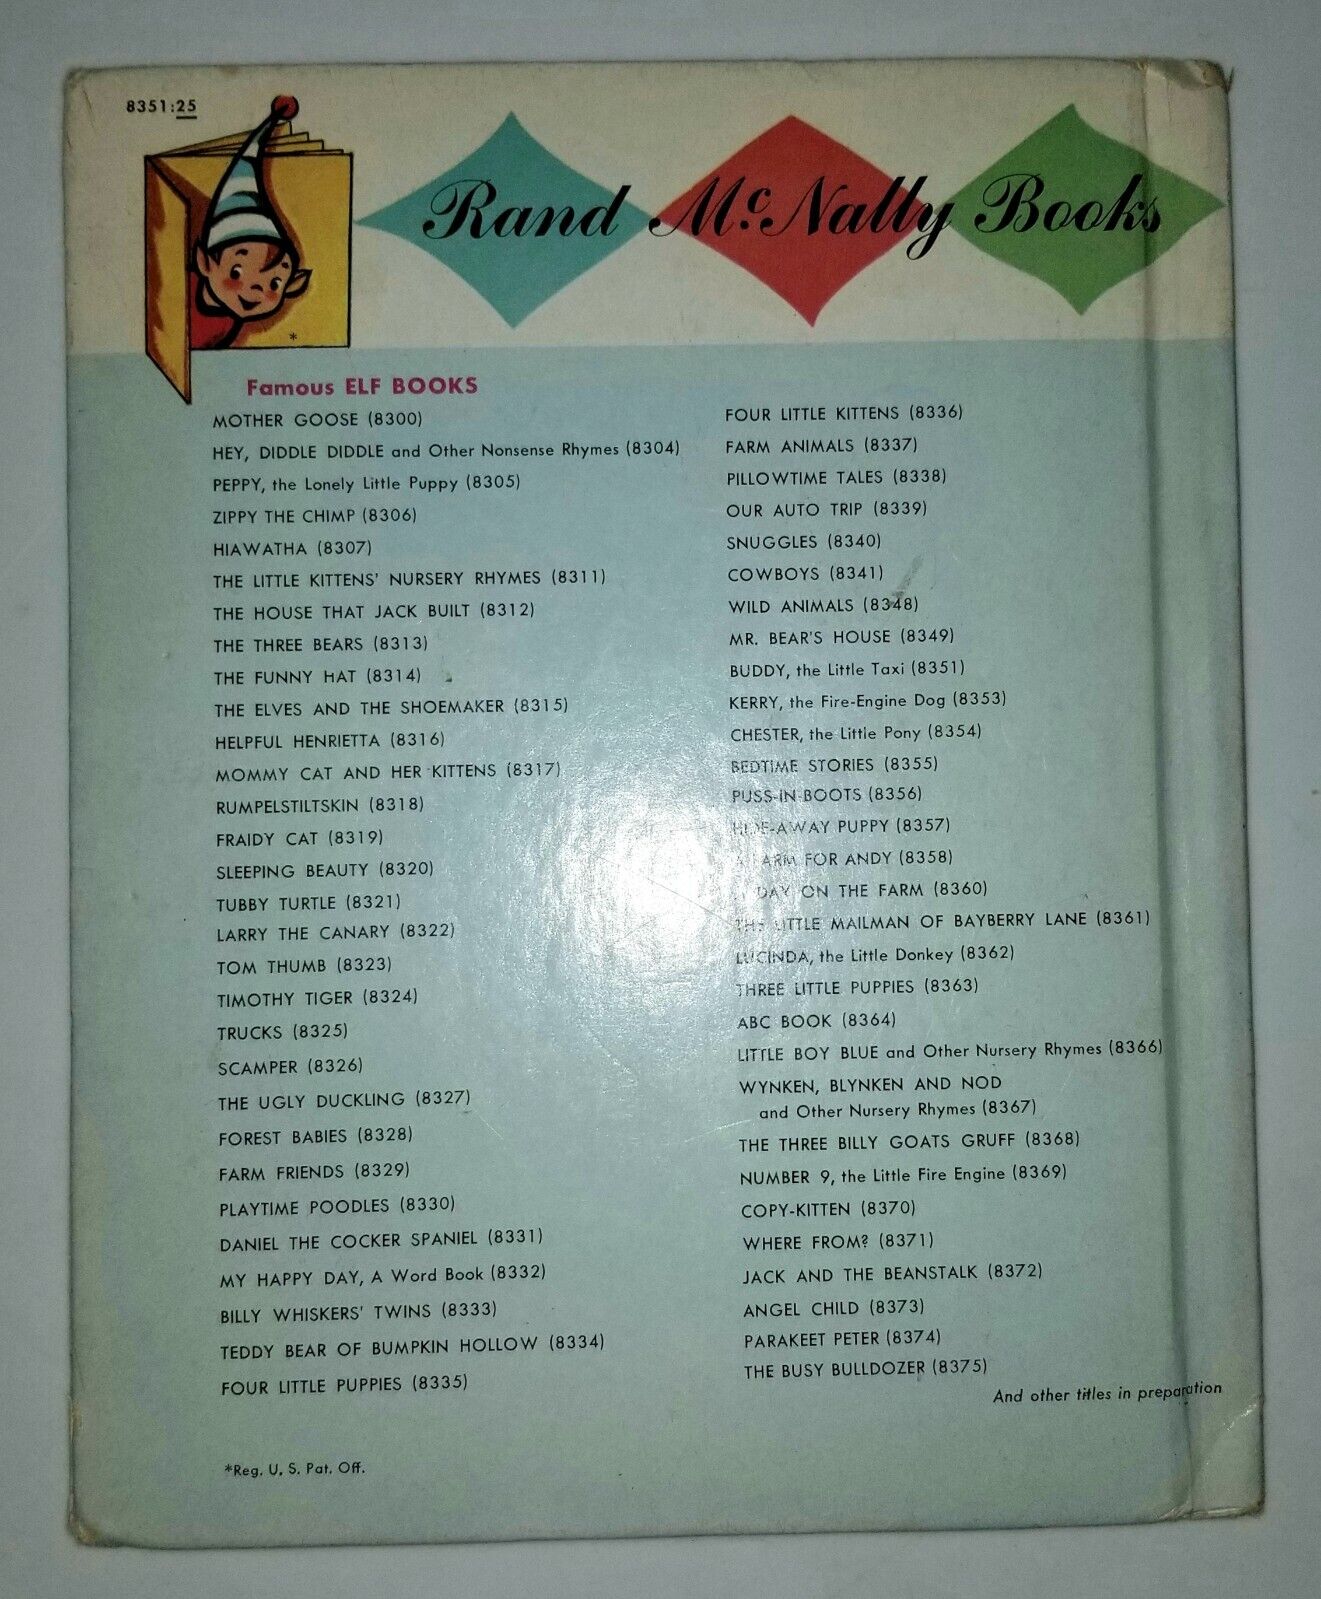 8351:25
Rand McNally Books
*
Famous ELF BOOKS
MOTHER GOOSE (8300)
HEY, DIDDLE DIDDLE and Other Nonsense Rhymes (8304)
PEPPY, the Lonely Little Puppy (8305)
ZIPPY THE CHIMP (8306)
HIAWATHA (8307)
THE LITTLE KITTENS' NURSERY RHYMES (8311)
THE HOUSE THAT JACK BUILT (8312)
THE THREE BEARS (8313)
THE FUNNY HAT (8314)
THE ELVES AND THE SHOEMAKER (8315)
HELPFUL HENRIETTA (8316)
MOMMY CAT AND HER KITTENS (8317)
RUMPELSTILTSKIN (8318)
FRAIDY CAT (8319)
SLEEPING BEAUTY (8320)
TUBBY TURTLE (8321)
LARRY THE CANARY (8322)
TOM THUMB (8323)
TIMOTHY TIGER (8324)
TRUCKS (8325)
SCAMPER (8326)
THE UGLY DUCKLING (8327)
FOREST BABIES (8328)
FARM FRIENDS (8329)
PLAYTIME POODLES (8330)
DANIEL THE COCKER SPANIEL (8331)
MY HAPPY DAY, A Word Book (8332)
BILLY WHISKERS' TWINS (8333)
TEDDY BEAR OF BUMPKIN HOLLOW (8334)
FOUR LITTLE PUPPIES (8335)
FOUR LITTLE KITTENS (8336)
FARM ANIMALS (8337)
PILLOWTIME TALES (8338)
OUR AUTO TRIP (8339)
SNUGGLES (8340)
COWBOYS (8341)
WILD ANIMALS (8348)
MR. BEAR'S HOUSE (8349)
BUDDY, the Little Taxi (8351)
KERRY, the Fire-Engine Dog (8353)
CHESTER, the Little Pony (8354)
BEDTIME STORIES (8355)
PUSS-IN-BOOTS (8356)
HIDE-AWAY PUPPY (8357)
A FARM FOR ANDY (8358)
A DAY ON THE FARM (8360)
THE LITTLE MAILMAN OF BAYBERRY LANE (8361)
LUCINDA, the Little Donkey (8362)
THREE LITTLE PUPPIES (8363)
ABC BOOK (8364)
LITTLE BOY BLUE and Other Nursery Rhymes (8366)
WYNKEN, BLYNKEN AND NOD
and Other Nursery Rhymes (8367)
THE THREE BILLY GOATS GRUFF (8368)
NUMBER 9, the Little Fire Engine (8369)
COPY-KITTEN (8370)
WHERE FROM? (8371)
JACK AND THE BEANSTALK (8372)
ANGEL CHILD (8373)
PARAKEET PETER (8374)
THE BUSY BULLDOZER (8375)
And other titles in preparation
*Reg. U. S. Pat. Off.